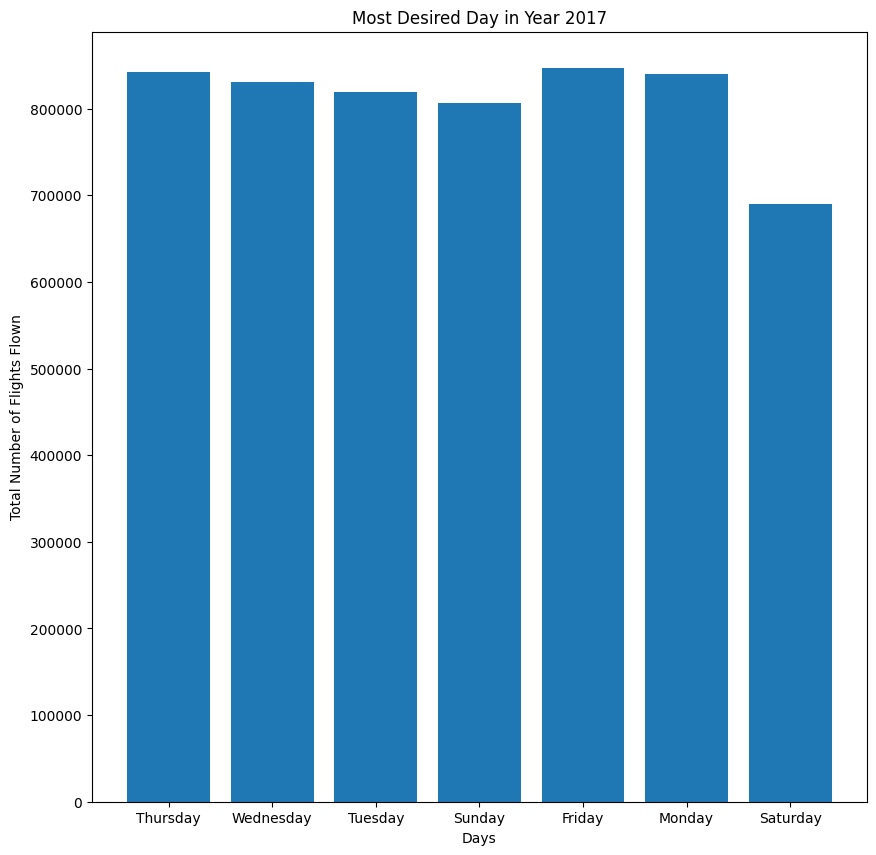 Most Desired Day in Year 2017
Total Number of Flights Flown
800000
700000
600000
500000
400000
300000
200000
100000
0
Thursday Wednesday Tuesday Sunday Friday Monday Saturday
Days